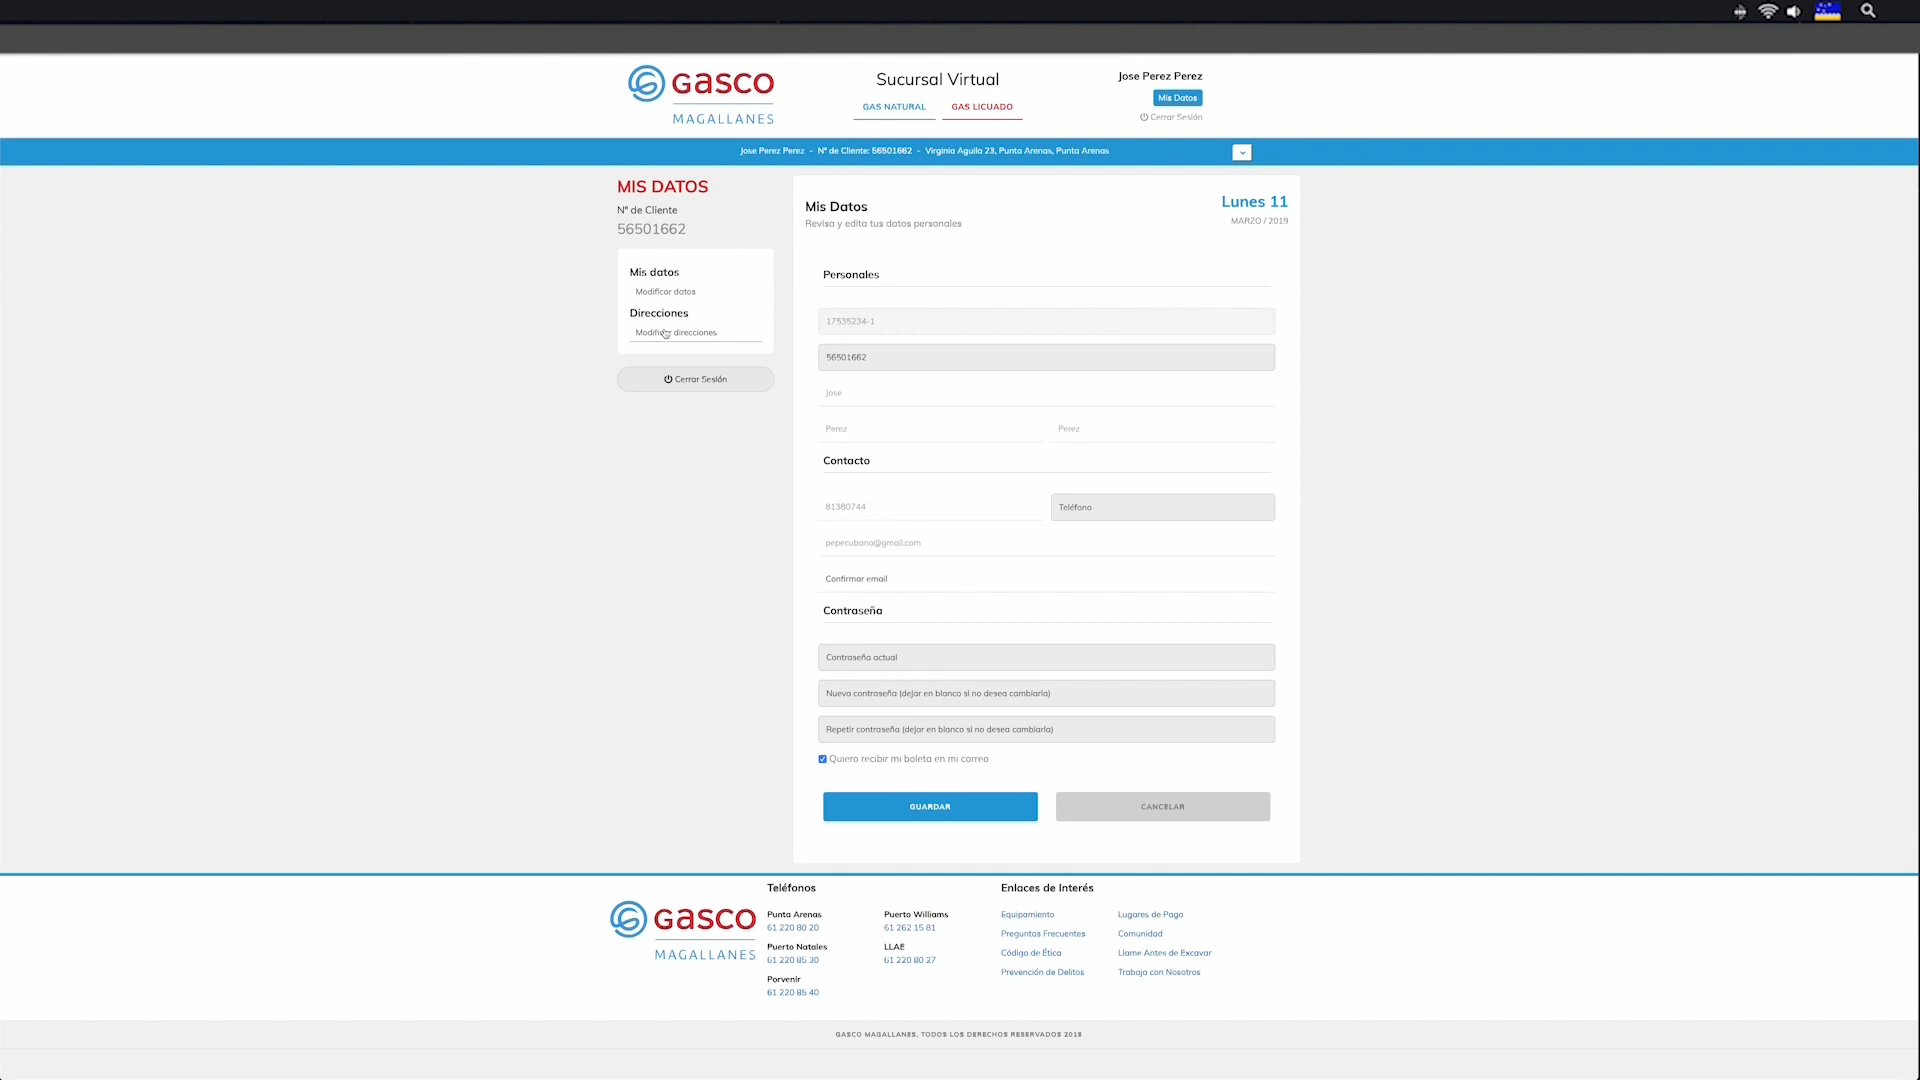 GASCO
MAGALLANES
Sucursal Virtual
GAS NATURAL
GAS LICUADO
Jose Perez Perez
Mis Datos
Cerrar Sesión
Jose Perez Perez - N° de Cliente: 56501662 - Virginia Aguila 23, Punta Arenas, Punta Arenas
MIS DATOS
N° de Cliente
56501662
Mis datos
Modificar datos
Direcciones
Modificar direcciones
Cerrar Sesión
Mis Datos
Revisa y edita tus datos personales
Lunes 11
MARZO / 2019
Personales
17535234-1
56501662
Jose
Perez
Perez
Contacto
81380744
Teléfono
pepecubano@gmail.com
Confirmar email
Contraseña
Contraseña actual
Nueva contraseña (dejar en blanco si no desea cambiarla)
Repetir contraseña (dejar en blanco si no desea cambiarla)
Quiero recibir mi boleta en mi correo
GUARDAR
CANCELAR
GASCO
MAGALLANES
Teléfonos
Punta Arenas
61 220 80 20
Puerto Natales
61 220 85 30
Porvenir
61 220 85 40
Puerto Williams
61 262 15 81
LLAE
61 220 80 27
Enlaces de Interés
Equipamiento
Preguntas Frecuentes
Código de Ética
Prevención de Delitos
Lugares de Pago
Comunidad
Llame Antes de Excavar
Trabaja con Nosotros
GASCO MAGALLANES, TODOS LOS DERECHOS RESERVADOS 2018